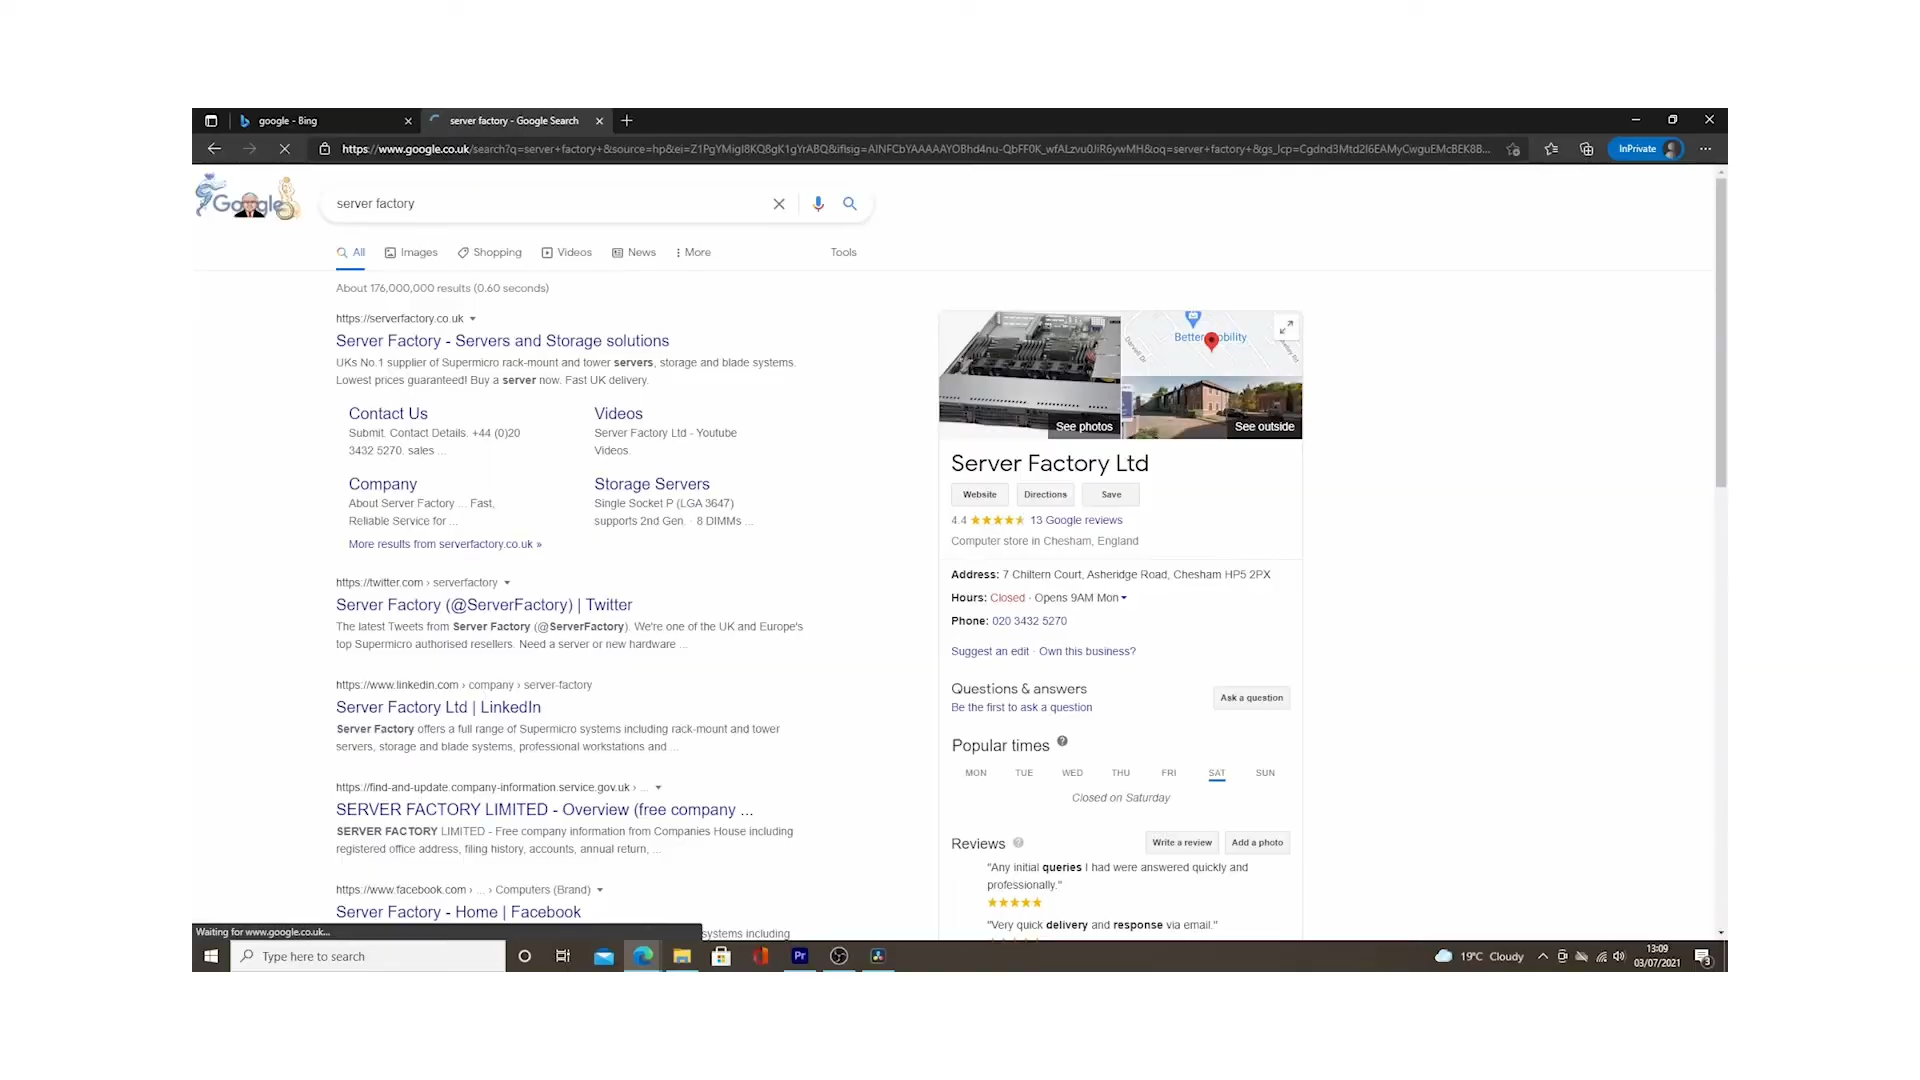 google - Bing
server factory - Google Search
https://www.google.co.uk/search?q=server+factory+&source=hp&ei=
InPrivate
Google
server factory
All
Images
Shopping
Videos
News
More
Tools
About 176,000,000 results (0.60 seconds)
https://serverfactory.co.uk
Server Factory - Servers and Storage solutions
UKs No.1 supplier of Supermicro rack-mount and tower servers, storage and blade systems.
Lowest prices guaranteed! Buy a server now. Fast UK delivery.
Contact Us
Submit. Contact Details. +44 (0)20
3432 5270. sales ...
Videos
Server Factory Ltd - Youtube
Videos.
Company
About Server Factory ... Fast,
Reliable Service for ...
Storage Servers
Single Socket P (LGA 3647)
supports 2nd Gen. · 8 DIMMs ...
More results from serverfactory.co.uk »
https://twitter.com › serverfactory
Server Factory (@ServerFactory) | Twitter
The latest Tweets from Server Factory (@ServerFactory). We're one of the UK and Europe's
top Supermicro authorised resellers. Need a server or new hardware ...
https://www.linkedin.com › company › server-factory
Server Factory Ltd | LinkedIn
Server Factory offers a full range of Supermicro systems including rack-mount and tower
servers, storage and blade systems, professional workstations and ...
https://find-and-update.company-information.service.gov.uk › ...
SERVER FACTORY LIMITED - Overview (free company ...
SERVER FACTORY LIMITED - Free company information from Companies House including
registered office address, filing history, accounts, annual return, ...
https://www.facebook.com › ... › Computers (Brand)
Server Factory - Home | Facebook
systems including
Better Mobility
See photos
See outside
Server Factory Ltd
Website
Directions
Save
4.4
13 Google reviews
Computer store in Chesham, England
Address: 7 Chiltern Court, Asheridge Road, Chesham HP5 2PX
Hours: Closed · Opens 9AM Mon
Phone: 020 3432 5270
Suggest an edit · Own this business?
Questions & answers
Be the first to ask a question
Ask a question
Popular times
MON TUE WED THU FRI SAT SUN
Closed on Saturday
Reviews
Write a review
Add a photo
"Any initial queries I had were answered quickly and
professionally."
"Very quick delivery and response via email."
Waiting for www.google.co.uk...
Type here to search
Pr
19°C Cloudy
13:09
03/07/2021
3